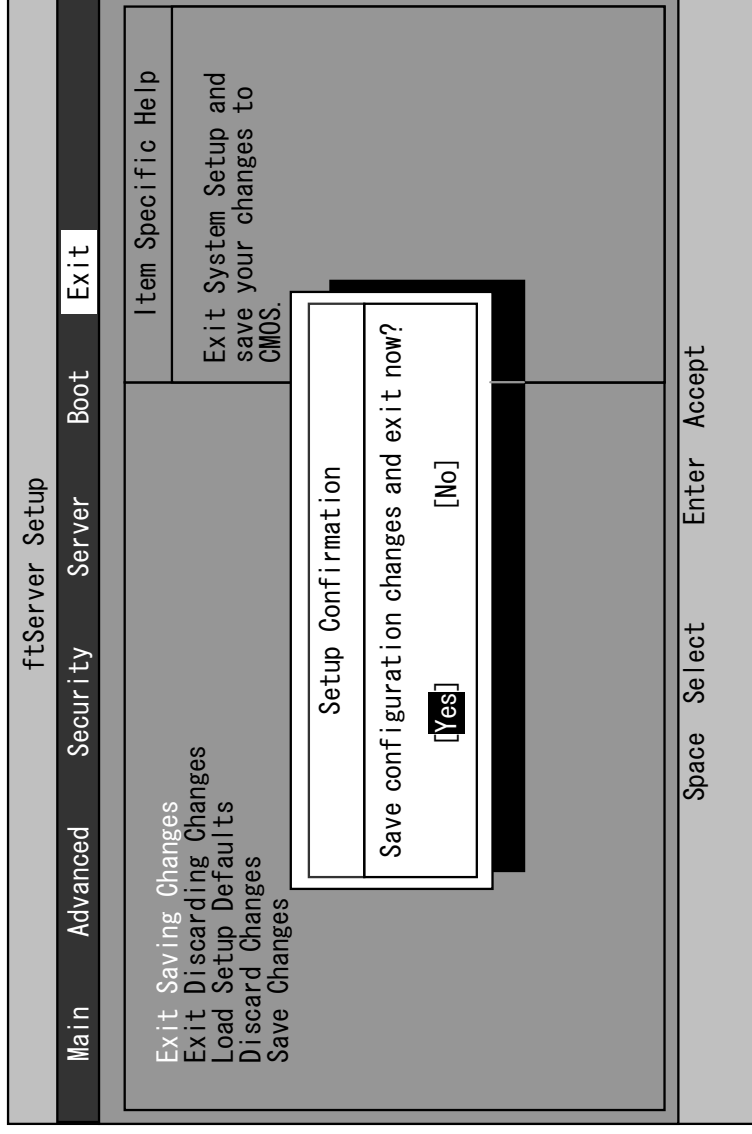 ftServer Setup
Main Advanced Security Server Boot Exit
Exit Saving Changes
Exit Discarding Changes
Load Setup Defaults
Discard Changes
Save Changes
Item Specific Help
Exit System Setup and
save your changes to
CMOS.
Setup Confirmation
Save configuration changes and exit now?
[Yes] [No]
Space Select Enter Accept